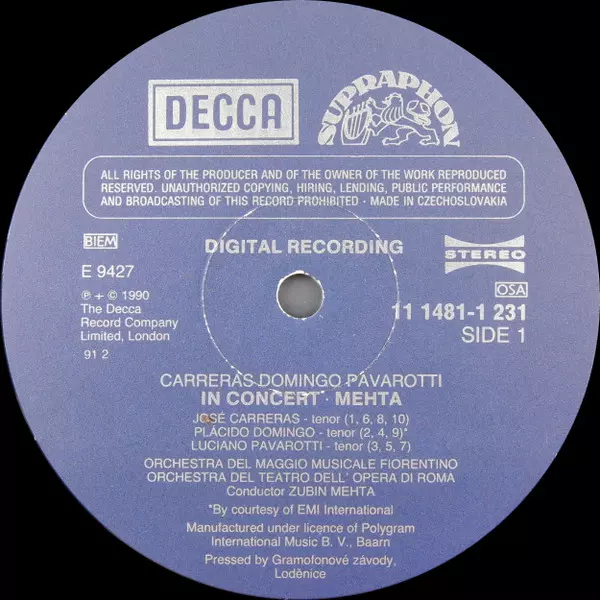 DECCA
SUPRAPHON
ALL RIGHTS OF THE PRODUCER AND OF THE OWNER OF THE WORK REPRODUCED
RESERVED. UNAUTHORIZED COPYING, HIRING, LENDING, PUBLIC PERFORMANCE
AND BROADCASTING OF THIS RECORD PROHIBITED · MADE IN CZECHOSLOVAKIA
BIEM
DIGITAL RECORDING
STEREO
E 9427
OSA
℗ + © 1990
The Decca
Record Company
Limited, London
11 1481-1 231
SIDE 1
91 2
CARRERAS DOMINGO PAVAROTTI
IN CONCERT · MEHTA
JOSÉ CARRERAS - tenor (1, 6, 8, 10)
PLÁCIDO DOMINGO - tenor (2, 4, 9)*
LUCIANO PAVAROTTI - tenor (3, 5, 7)
ORCHESTRA DEL MAGGIO MUSICALE FIORENTINO
ORCHESTRA DEL TEATRO DELL' OPERA DI ROMA
Conductor ZUBIN MEHTA
*By courtesy of EMI International
Manufactured under licence of Polygram
International Music B. V., Baarn
Pressed by Gramofonové závody,
Loděnice